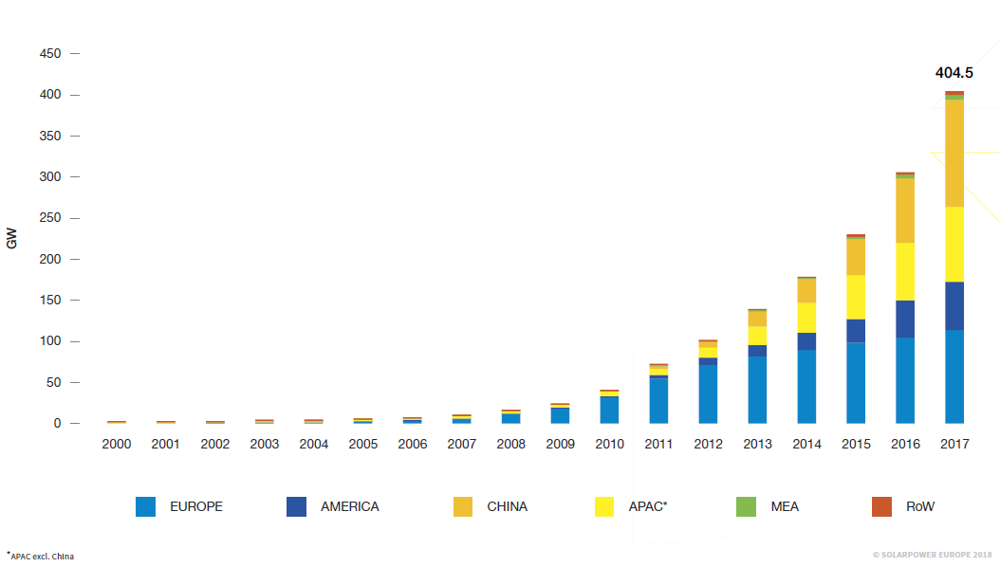 404.5
450
400
350
300
250
200
150
100
50
0
GW
2000 2001 2002 2003 2004 2005 2006 2007 2008 2009 2010 2011 2012 2013 2014 2015 2016 2017
EUROPE AMERICA CHINA APAC* MEA RoW
*APAC excl. China
© SOLARPOWER EUROPE 2018